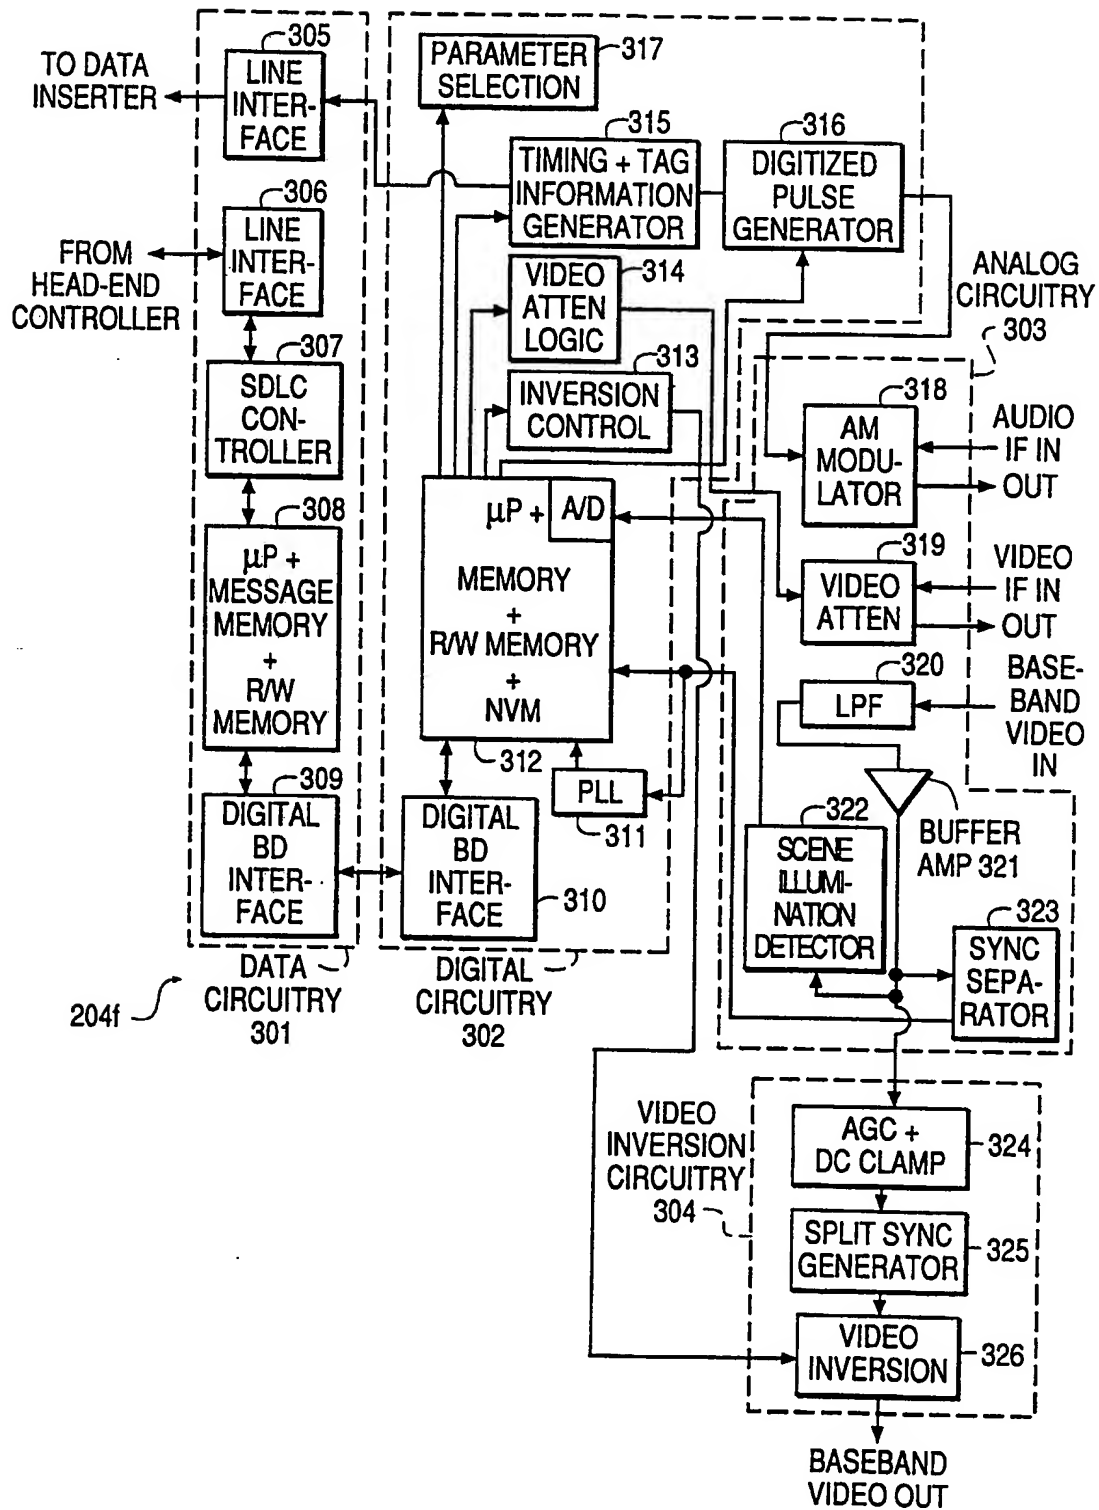 305
TO DATA
INSERTER
LINE
INTER-
FACE
306
FROM
HEAD-END
CONTROLLER
LINE
INTER-
FACE
307
SDLC
CON-
TROLLER
308
μP +
MESSAGE
MEMORY
+
R/W
MEMORY
309
DIGITAL
BD
INTER-
FACE
DATA
CIRCUITRY
301
204f
317
PARAMETER
SELECTION
315
TIMING + TAG
INFORMATION
GENERATOR
316
DIGITIZED
PULSE
GENERATOR
314
VIDEO
ATTEN
LOGIC
313
INVERSION
CONTROL
μP +
A/D
MEMORY
+
R/W MEMORY
+
NVM
312
PLL
311
DIGITAL
BD
INTER-
FACE
310
DIGITAL
CIRCUITRY
302
ANALOG
CIRCUITRY
303
318
AM
MODU-
LATOR
AUDIO
IF IN
OUT
319
VIDEO
ATTEN
VIDEO
IF IN
OUT
320
LPF
BASE-
BAND
VIDEO
IN
BUFFER
AMP 321
322
SCENE
ILLUMI-
NATION
DETECTOR
323
SYNC
SEPA-
RATOR
VIDEO
INVERSION
CIRCUITRY
304
AGC +
DC CLAMP
324
SPLIT SYNC
GENERATOR
325
VIDEO
INVERSION
326
BASEBAND
VIDEO OUT